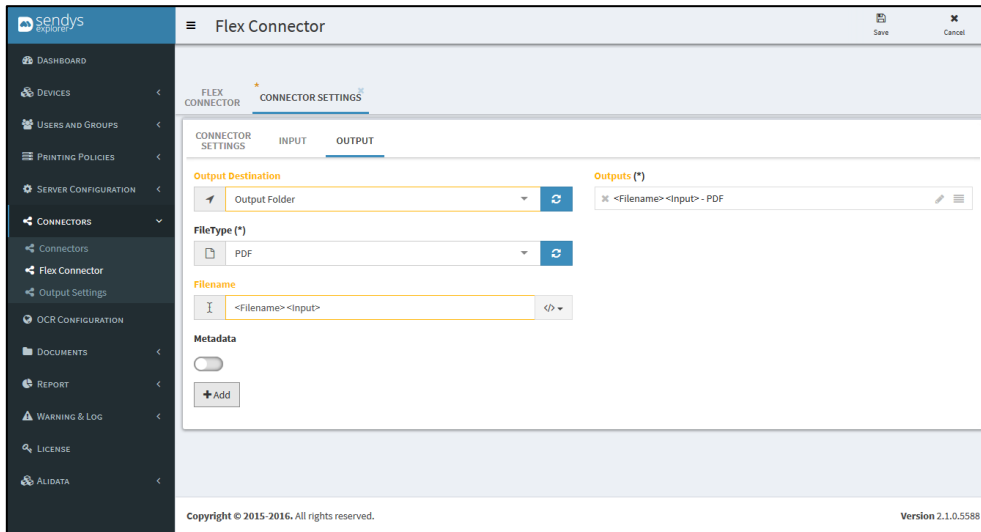 sendys
explorer
Flex Connector
Save
Cancel
DASHBOARD
DEVICES
USERS AND GROUPS
PRINTING POLICIES
SERVER CONFIGURATION
CONNECTORS
Connectors
Flex Connector
Output Settings
OCR CONFIGURATION
DOCUMENTS
REPORT
WARNING & LOG
LICENSE
ALIDATA
FLEX
CONNECTOR
* CONNECTOR SETTINGS
CONNECTOR
SETTINGS
INPUT
OUTPUT
Output Destination
Output Folder
FileType (*)
PDF
Filename
<Filename><Input>
Metadata
+Add
Outputs (*)
<Filename><Input> - PDF
Copyright © 2015-2016. All rights reserved.
Version 2.1.0.5588